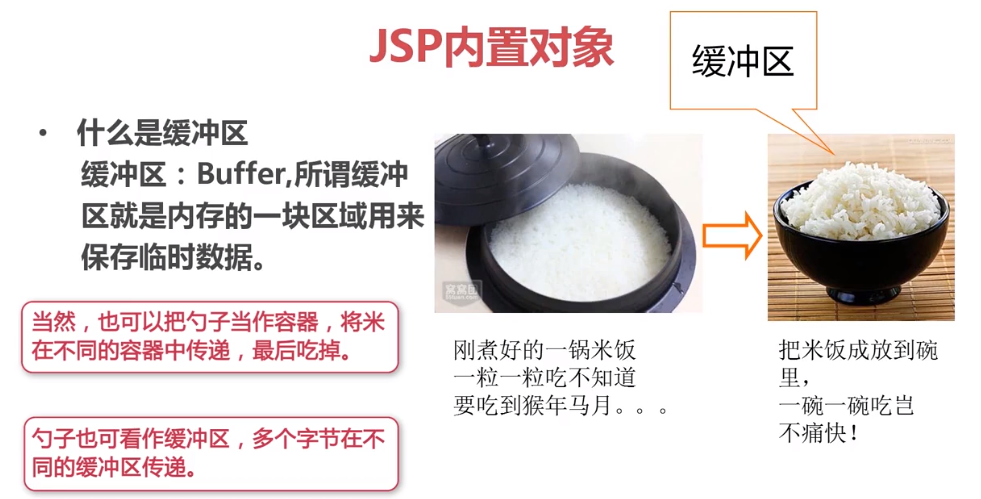 JSP内置对象
缓冲区
• 什么是缓冲区
缓冲区：Buffer,所谓缓冲
区就是内存的一块区域用来
保存临时数据。
当然，也可以把勺子当作容器，将米
在不同的容器中传递，最后吃掉。
勺子也可看作缓冲区，多个字节在不
同的缓冲区传递。
窝窝团
刚煮好的一锅米饭
一粒一粒吃不知道
要吃到猴年马月。。。
把米饭成放到碗
里，
一碗一碗吃岂
不痛快！